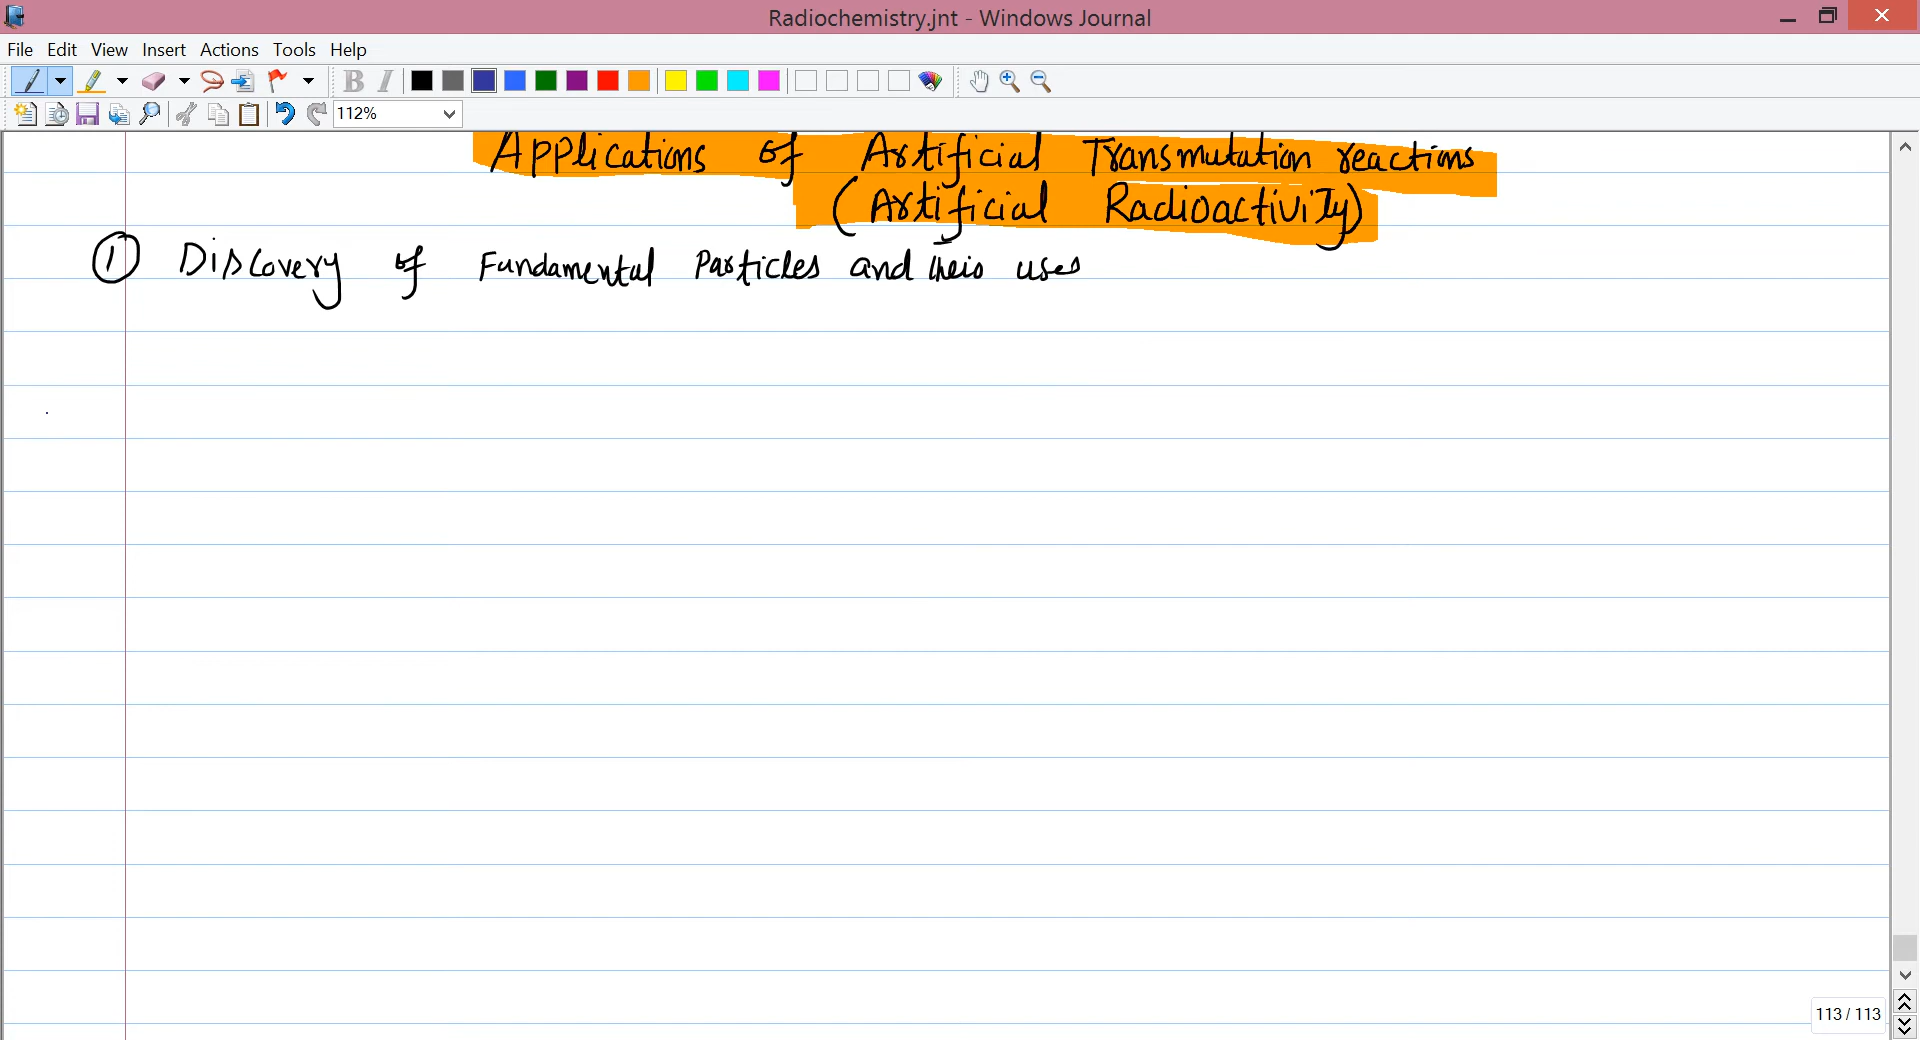 Radiochemistry.jnt - Windows Journal
File Edit View Insert Actions Tools Help
B I
112%
Applications of Artificial Transmutation reactions
(Artificial Radioactivity)
① Discovery of Fundamental Particles and their uses
113 / 113